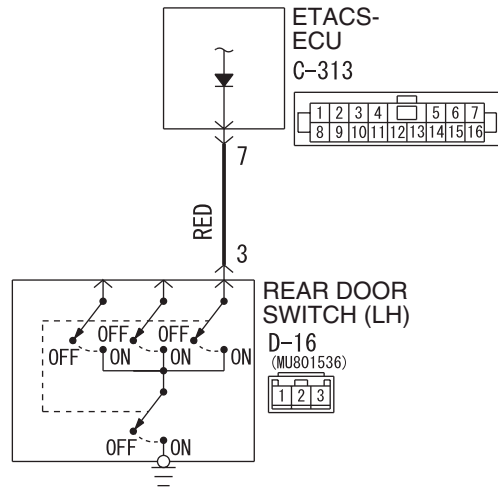 ETACS-
ECU
C-313
1 2 3 4 5 6 7
8 9 10 11 12 13 14 15 16
7
RED
3
REAR DOOR
SWITCH (LH)
D-16
(MU801536)
1 2 3
OFF OFF OFF
ON ON ON
OFF ON